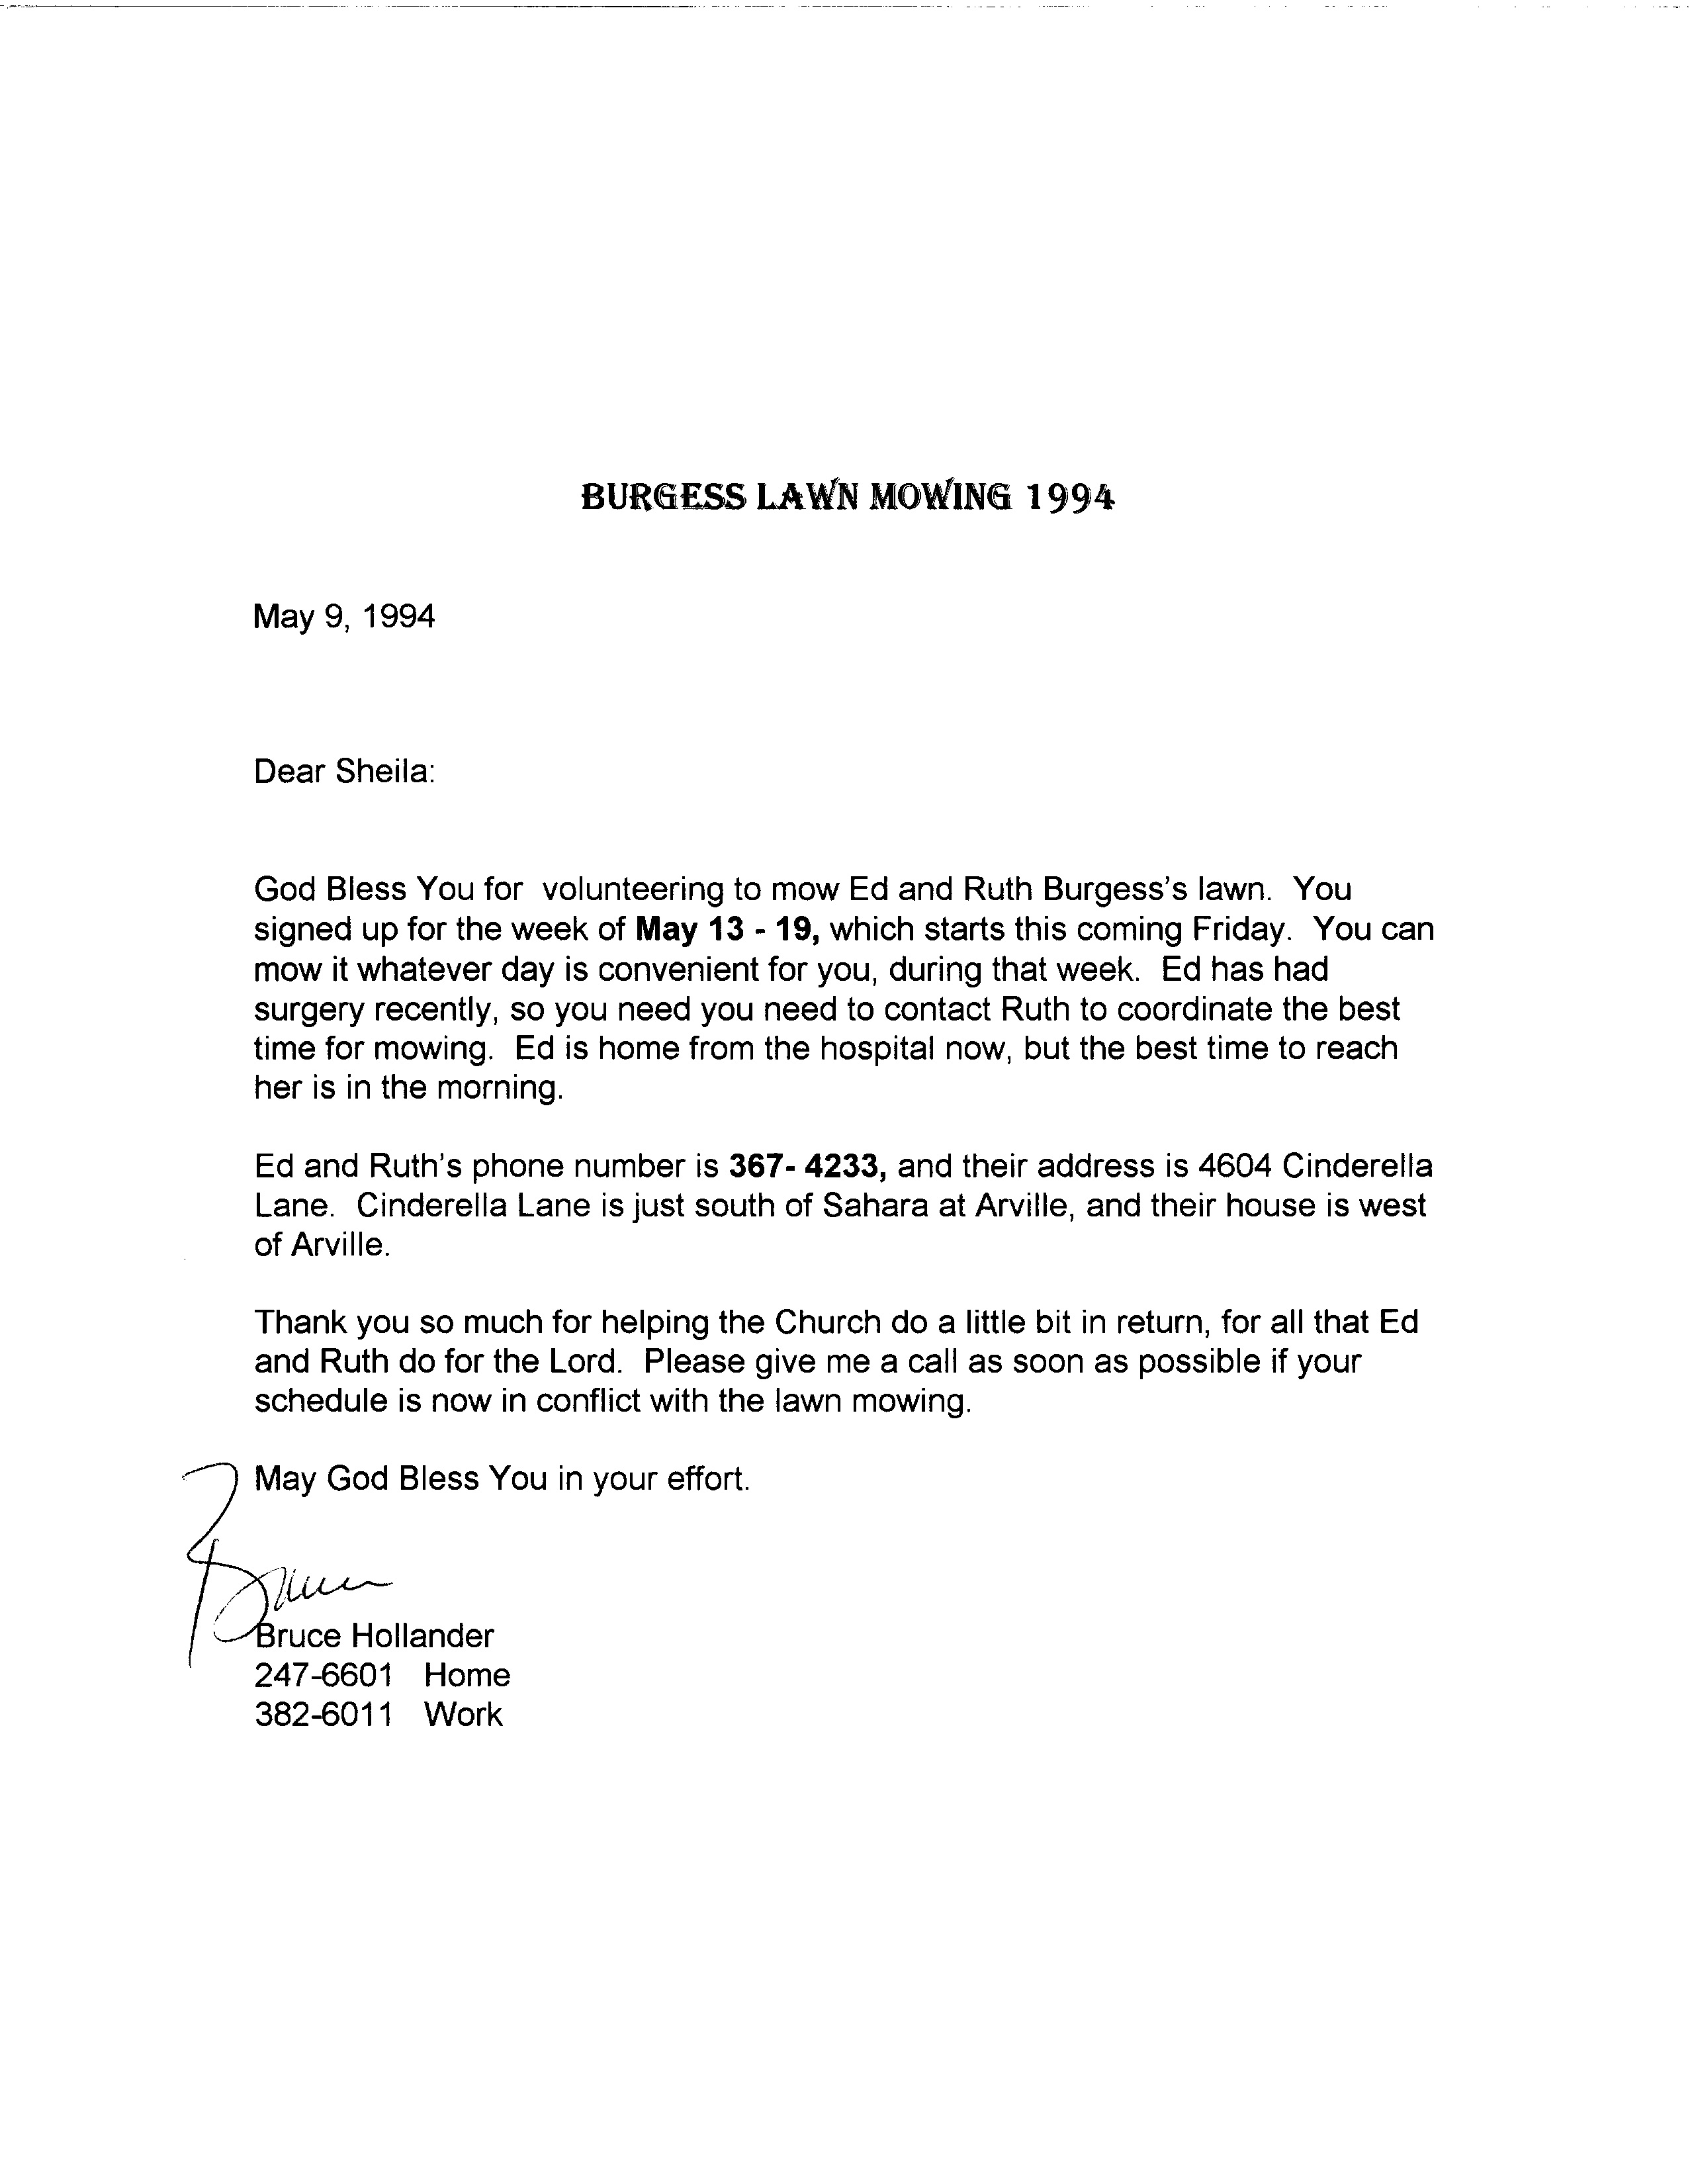 BURGESS LAWN MOWING 1994
May 9, 1994
Dear Sheila:
God Bless You for  volunteering to mow Ed and Ruth Burgess's lawn.  You
signed up for the week of May 13 - 19, which starts this coming Friday.  You can
mow it whatever day is convenient for you, during that week.  Ed has had
surgery recently, so you need you need to contact Ruth to coordinate the best
time for mowing.  Ed is home from the hospital now, but the best time to reach
her is in the morning.
Ed and Ruth's phone number is 367- 4233, and their address is 4604 Cinderella
Lane.  Cinderella Lane is just south of Sahara at Arville, and their house is west
of Arville.
Thank you so much for helping the Church do a little bit in return, for all that Ed
and Ruth do for the Lord.  Please give me a call as soon as possible if your
schedule is now in conflict with the lawn mowing.
May God Bless You in your effort.
Bruce
Bruce Hollander
247-6601   Home
382-6011   Work